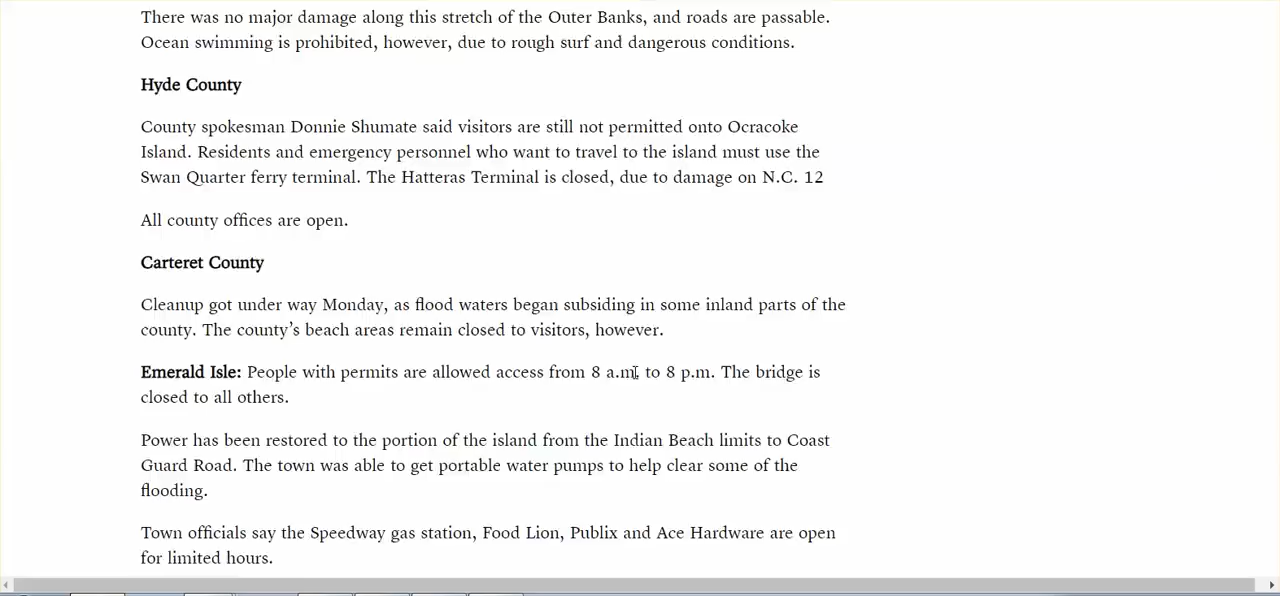 There was no major damage along this stretch of the Outer Banks, and roads are passable.
Ocean swimming is prohibited, however, due to rough surf and dangerous conditions.
Hyde County
County spokesman Donnie Shumate said visitors are still not permitted onto Ocracoke
Island. Residents and emergency personnel who want to travel to the island must use the
Swan Quarter ferry terminal. The Hatteras Terminal is closed, due to damage on N.C. 12
All county offices are open.
Carteret County
Cleanup got under way Monday, as flood waters began subsiding in some inland parts of the
county. The county’s beach areas remain closed to visitors, however.
Emerald Isle: People with permits are allowed access from 8 a.m. to 8 p.m. The bridge is
closed to all others.
Power has been restored to the portion of the island from the Indian Beach limits to Coast
Guard Road. The town was able to get portable water pumps to help clear some of the
flooding.
Town officials say the Speedway gas station, Food Lion, Publix and Ace Hardware are open
for limited hours.